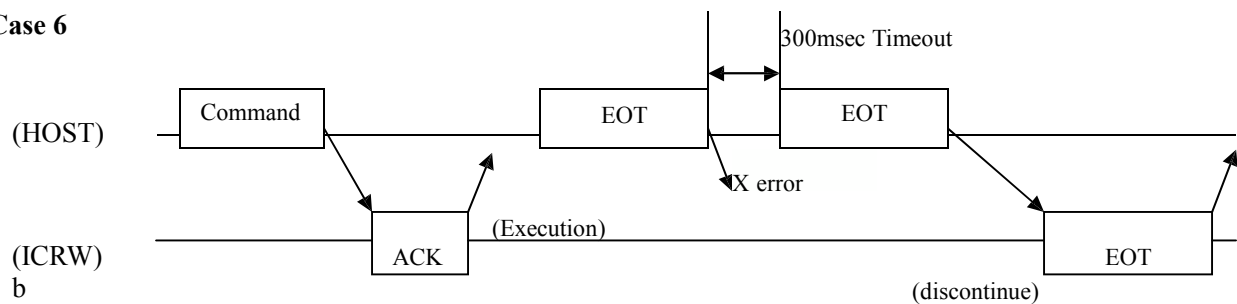 Case 6
300msec Timeout
Command
EOT
EOT
(HOST)
X error
(Execution)
(ICRW)
ACK
EOT
b
(discontinue)